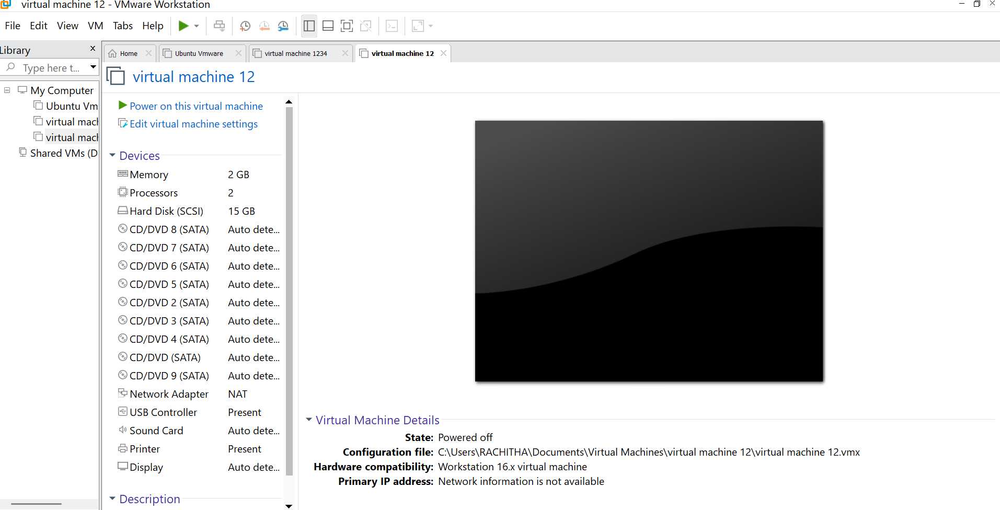 virtual machine 12 - VMware Workstation
File Edit View VM Tabs Help
Library
Type here t...
My Computer
Ubuntu Vm
virtual mach
virtual mach
Shared VMs (D
Home
Ubuntu Vmware
virtual machine 1234
virtual machine 12
virtual machine 12
Power on this virtual machine
Edit virtual machine settings
Devices
Memory 2 GB
Processors 2
Hard Disk (SCSI) 15 GB
CD/DVD 8 (SATA) Auto dete...
CD/DVD 7 (SATA) Auto dete...
CD/DVD 6 (SATA) Auto dete...
CD/DVD 5 (SATA) Auto dete...
CD/DVD 2 (SATA) Auto dete...
CD/DVD 3 (SATA) Auto dete...
CD/DVD 4 (SATA) Auto dete...
CD/DVD (SATA) Auto dete...
CD/DVD 9 (SATA) Auto dete...
Network Adapter NAT
USB Controller Present
Sound Card Auto dete...
Printer Present
Display Auto dete...
Description
Virtual Machine Details
State: Powered off
Configuration file: C:\Users\RACHITHA\Documents\Virtual Machines\virtual machine 12\virtual machine 12.vmx
Hardware compatibility: Workstation 16.x virtual machine
Primary IP address: Network information is not available